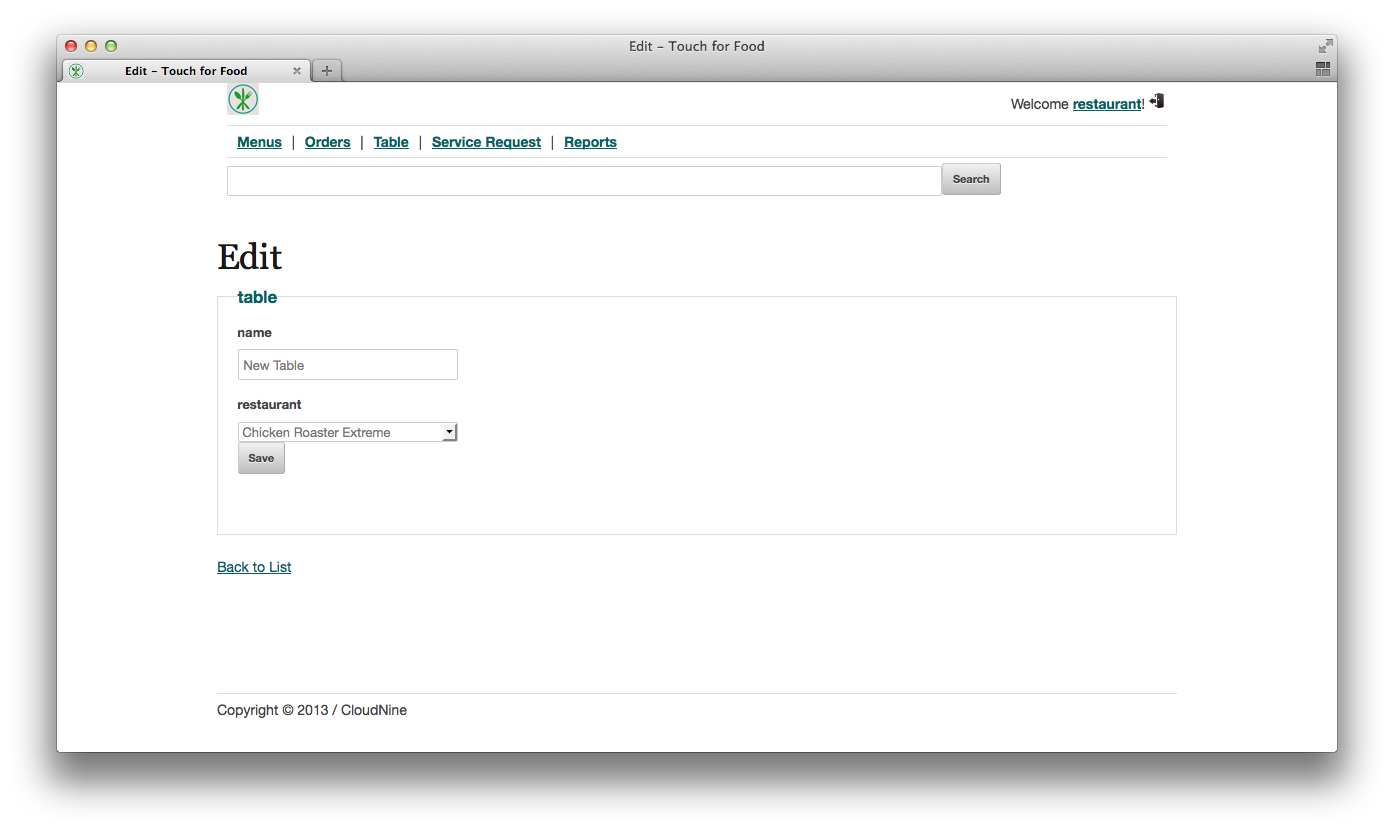 Edit – Touch for Food
Edit – Touch for Food
Welcome restaurant!
Menus | Orders | Table | Service Request | Reports
Search
Edit
table
name
New Table
restaurant
Chicken Roaster Extreme
Save
Back to List
Copyright © 2013 / CloudNine